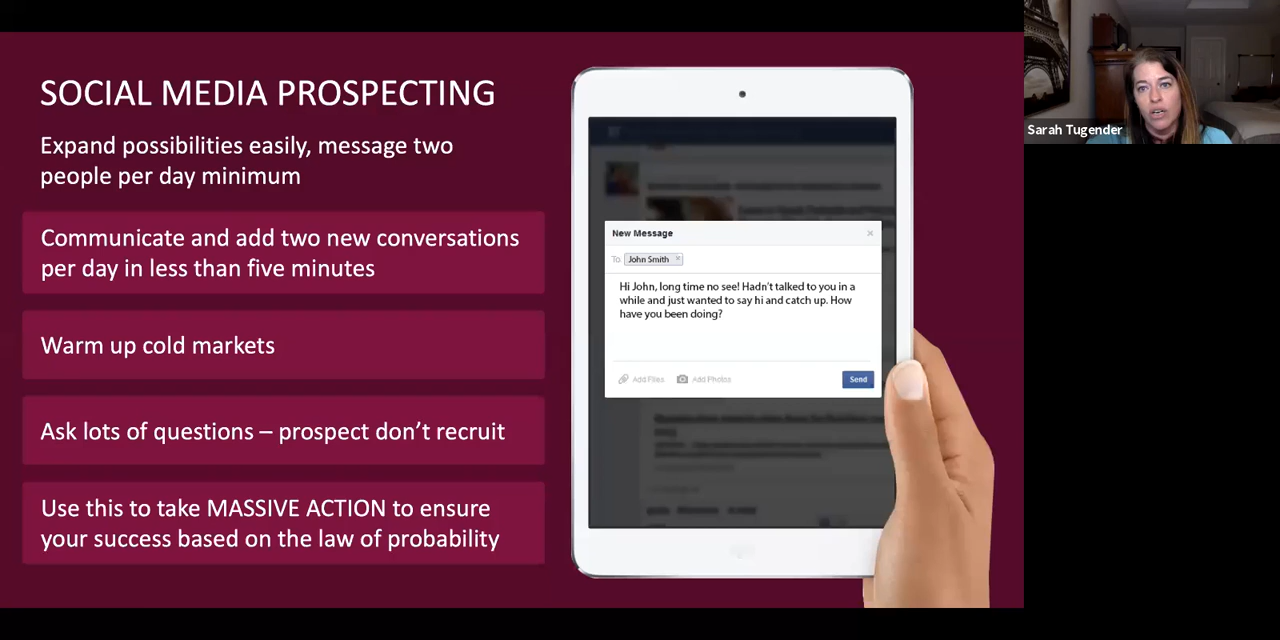 SOCIAL MEDIA PROSPECTING
Expand possibilities easily, message two
people per day minimum
Communicate and add two new conversations
per day in less than five minutes
Warm up cold markets
Ask lots of questions – prospect don’t recruit
Use this to take MASSIVE ACTION to ensure
your success based on the law of probability
New Message
To: John Smith
Hi John, long time no see! Hadn’t talked to you in a
while and just wanted to say hi and catch up. How
have you been doing?
Add Files Add Photos Send
Sarah Tugender